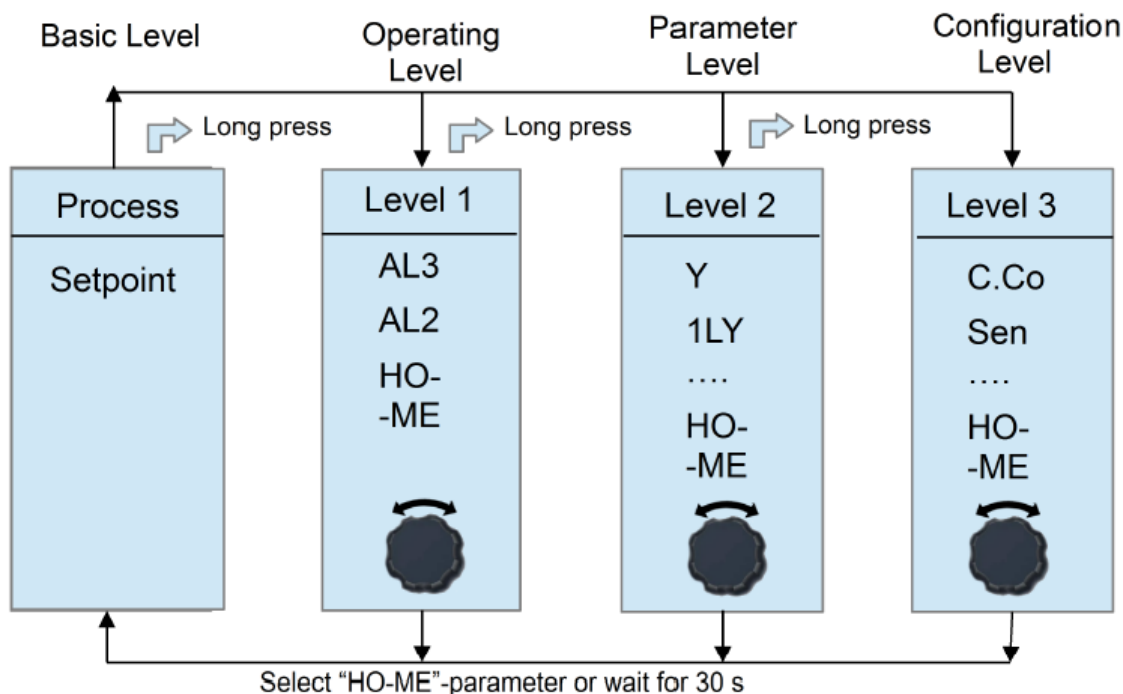 Basic Level
Operating
Level
Parameter
Level
Configuration
Level
Long press
Long press
Long press
Process
Setpoint
Level 1
AL3
AL2
HO-
-ME
Level 2
Y
1LY
....
HO-
-ME
Level 3
C.Co
Sen
....
HO-
-ME
Select “HO-ME”-parameter or wait for 30 s